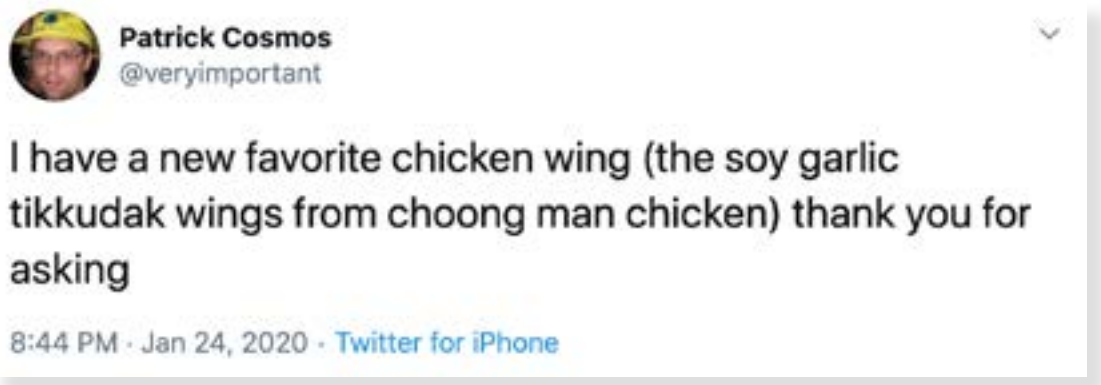 Patrick Cosmos
@veryimportant
I have a new favorite chicken wing (the soy garlic
tikkudak wings from choong man chicken) thank you for
asking
8:44 PM · Jan 24, 2020 · Twitter for iPhone